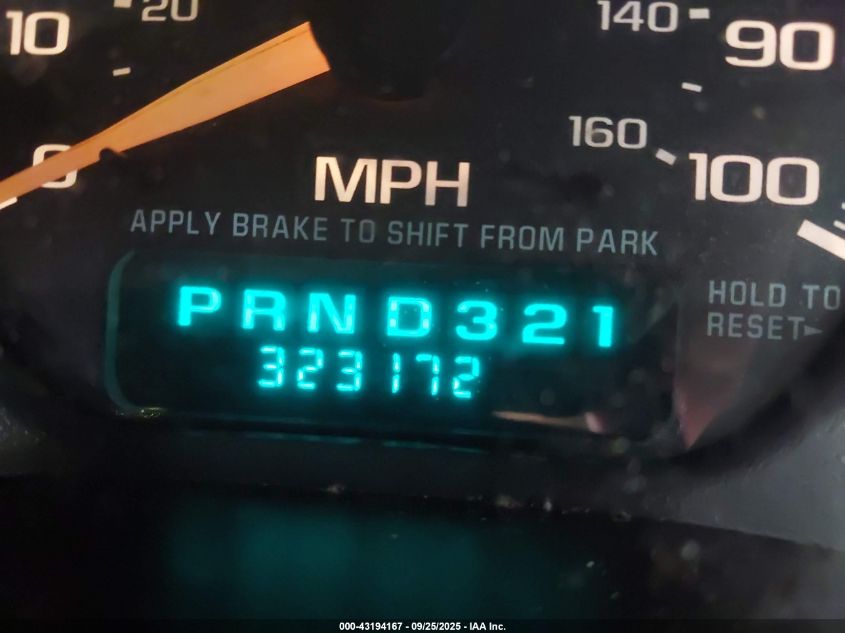 10 20 140 90
0 160 100
MPH
APPLY BRAKE TO SHIFT FROM PARK
HOLD TO
RESET
PRND321
323172
000-43194167 - 09/25/2025 - IAA Inc.